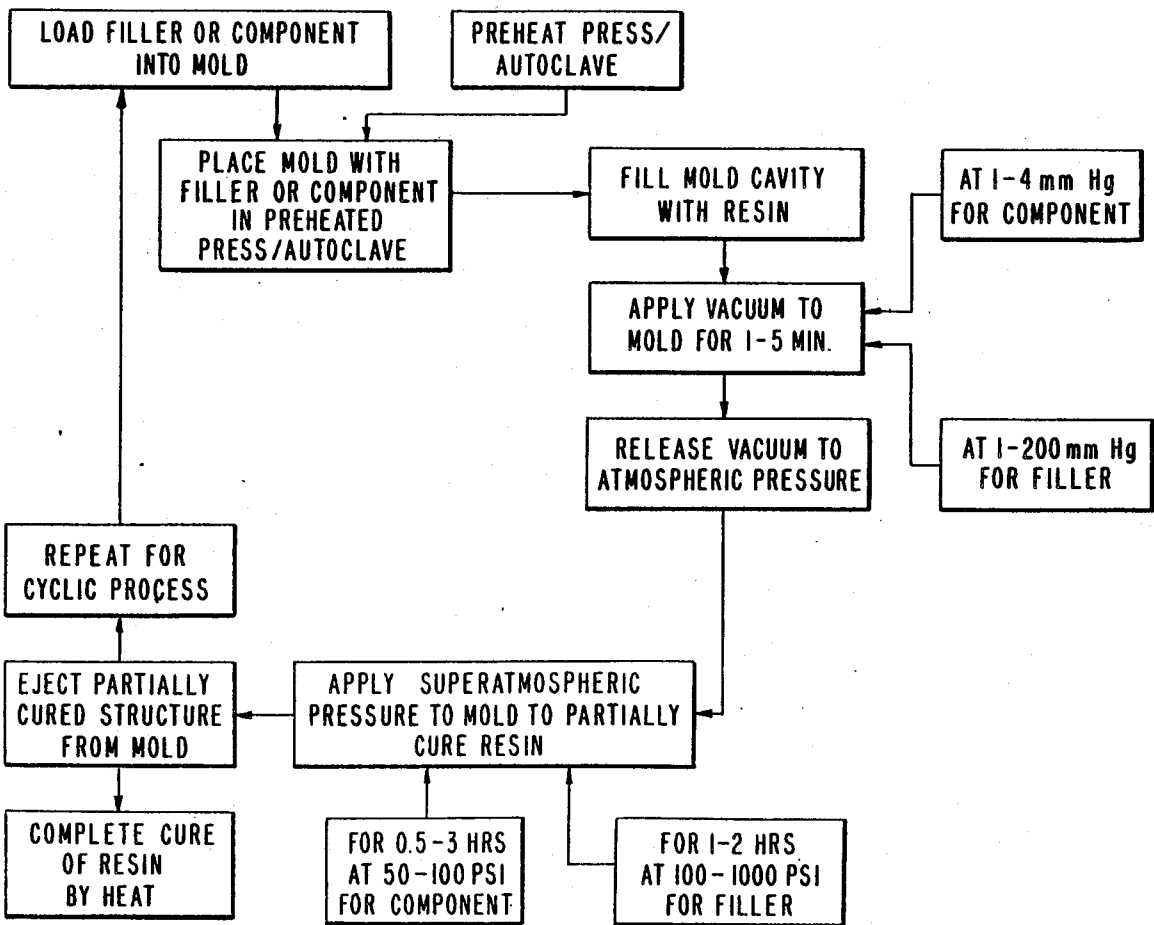 LOAD FILLER OR COMPONENT
INTO MOLD
PREHEAT PRESS/
AUTOCLAVE
PLACE MOLD WITH
FILLER OR COMPONENT
IN PREHEATED
PRESS/AUTOCLAVE
FILL MOLD CAVITY
WITH RESIN
AT 1-4 mm Hg
FOR COMPONENT
APPLY VACUUM TO
MOLD FOR 1-5 MIN.
RELEASE VACUUM TO
ATMOSPHERIC PRESSURE
AT 1-200 mm Hg
FOR FILLER
REPEAT FOR
CYCLIC PROCESS
EJECT PARTIALLY
CURED STRUCTURE
FROM MOLD
APPLY SUPERATMOSPHERIC
PRESSURE TO MOLD TO PARTIALLY
CURE RESIN
COMPLETE CURE
OF RESIN
BY HEAT
FOR 0.5-3 HRS
AT 50-100 PSI
FOR COMPONENT
FOR 1-2 HRS
AT 100-1000 PSI
FOR FILLER